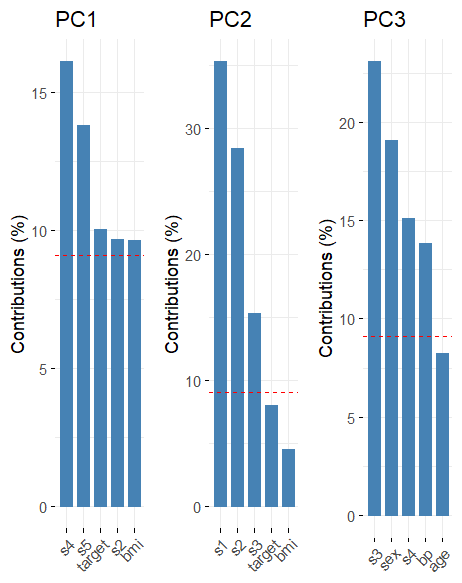 PC1
PC2
PC3
Contributions (%)
15
10
5
0
s4
s5
target
s2
bmi
Contributions (%)
30
20
10
0
s1
s2
s3
target
bmi
Contributions (%)
20
15
10
5
0
s3
sex
s4
bp
age